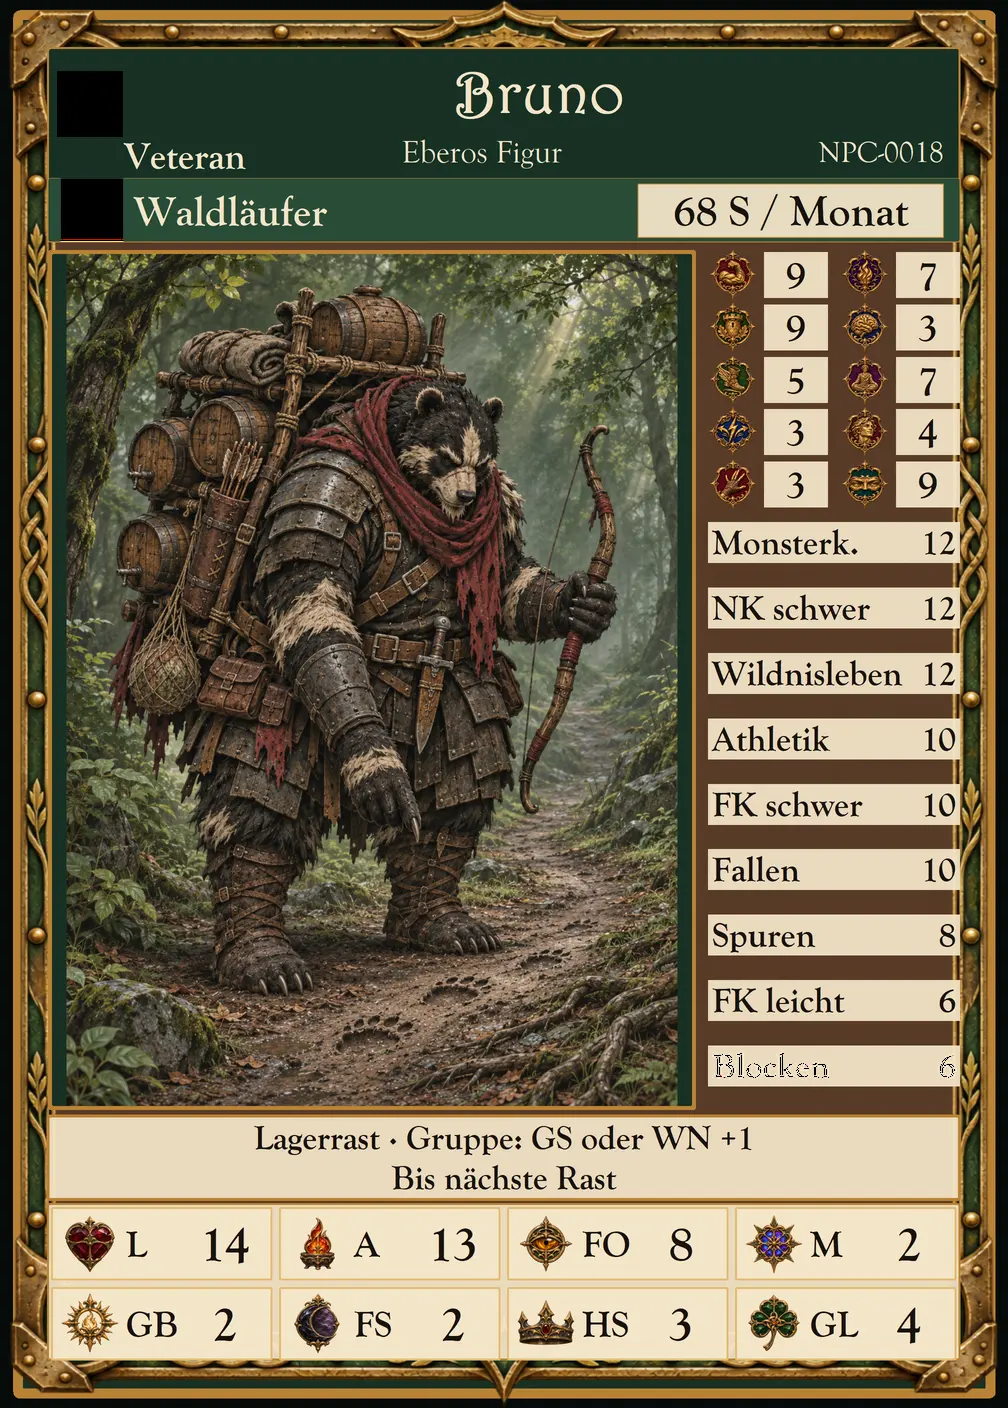 Bruno
Veteran
Eberos Figur
NPC-0018
Waldläufer
68 S / Monat
9 7
9 3
5 7
3 4
3 9
Monsterk. 12
NK schwer 12
Wildnisleben 12
Athletik 10
FK schwer 10
Fallen 10
Spuren 8
FK leicht 6
Blocken 6
Lagerrast · Gruppe: GS oder WN +1
Bis nächste Rast
L 14 A 13 FO 8 M 2
GB 2 FS 2 HS 3 GL 4